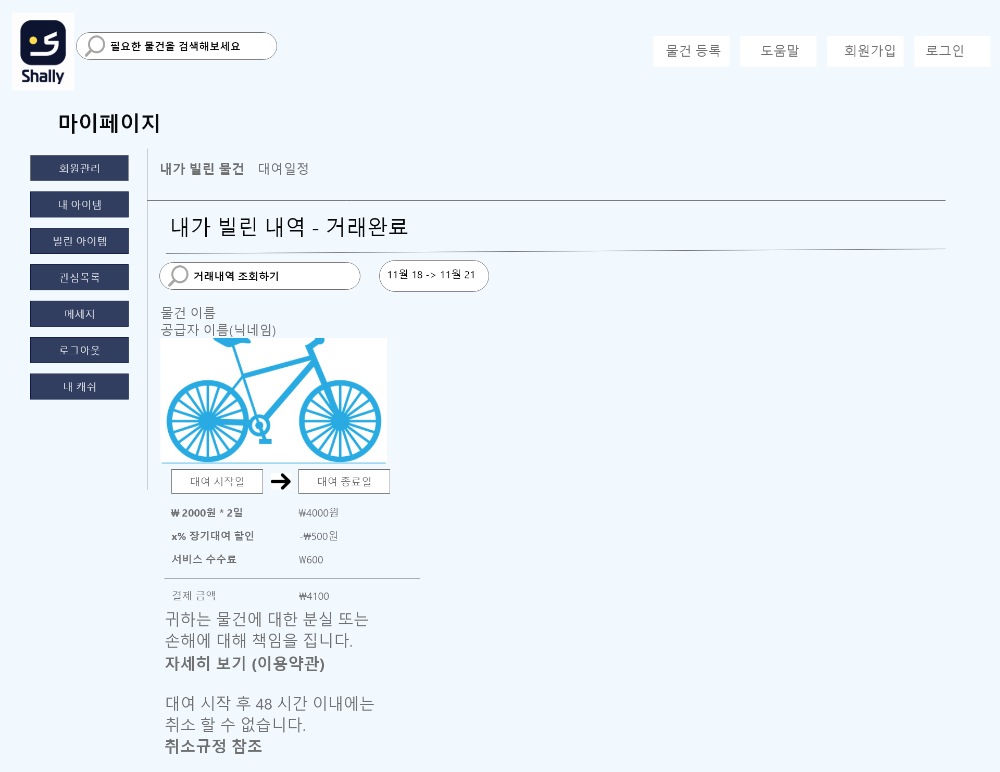 Shally
필요한 물건을 검색해보세요
물건 등록
도움말
회원가입
로그인
마이페이지
회원관리
내 아이템
빌린 아이템
관심목록
메세지
로그아웃
내 캐쉬
내가 빌린 물건 대여일정
내가 빌린 내역 - 거래완료
거래내역 조회하기
11월 18 -> 11월 21
물건 이름
공급자 이름(닉네임)
대여 시작일
대여 종료일
₩ 2000원 * 2일 ₩4000원
x% 장기대여 할인 -₩500원
서비스 수수료 ₩600
결제 금액 ₩4100
귀하는 물건에 대한 분실 또는
손해에 대해 책임을 집니다.
자세히 보기 (이용약관)
대여 시작 후 48 시간 이내에는
취소 할 수 없습니다.
취소규정 참조